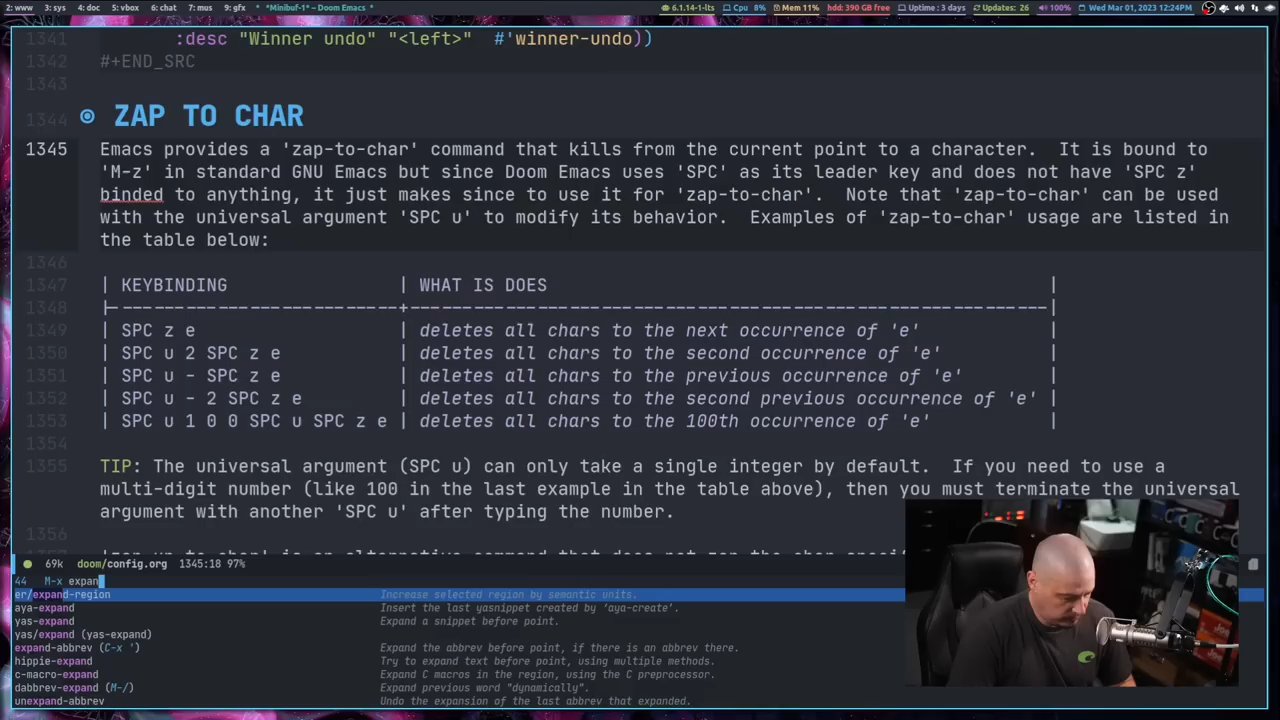 2: www 3: sys 4: doc 5: vbox 6: chat 7: mus 9: gfx * *Minibuf-1* – Doom Emacs * 6.1.14-1-lts Cpu 8% Mem 11% hdd: 390 GB free Uptime: 3 days Updates: 26 100% Wed Mar 01, 2023 12:24PM
1341 :desc "Winner undo" "<left>" #'winner-undo))
1342 #+END_SRC
1343
1344 ZAP TO CHAR
1345 Emacs provides a 'zap-to-char' command that kills from the current point to a character. It is bound to
'M-z' in standard GNU Emacs but since Doom Emacs uses 'SPC' as its leader key and does not have 'SPC z'
binded to anything, it just makes since to use it for 'zap-to-char'. Note that 'zap-to-char' can be used
with the universal argument 'SPC u' to modify its behavior. Examples of 'zap-to-char' usage are listed in
the table below:
1346
1347 | KEYBINDING | WHAT IS DOES |
1348
1349 | SPC z e | deletes all chars to the next occurrence of 'e' |
1350 | SPC u 2 SPC z e | deletes all chars to the second occurrence of 'e' |
1351 | SPC u - SPC z e | deletes all chars to the previous occurrence of 'e' |
1352 | SPC u - 2 SPC z e | deletes all chars to the second previous occurrence of 'e' |
1353 | SPC u 1 0 0 SPC u SPC z e | deletes all chars to the 100th occurrence of 'e' |
1354
1355 TIP: The universal argument (SPC u) can only take a single integer by default. If you need to use a
multi-digit number (like 100 in the last example in the table above), then you must terminate the universal
argument with another 'SPC u' after typing the number.
1356
69k doom/config.org 1345:18 97%
44 M-x expan
er/expand-region Increase selected region by semantic units.
aya-expand Insert the last yasnippet created by ‘aya-create’.
yas-expand Expand a snippet before point.
yas/expand (yas-expand)
expand-abbrev (C-x ') Expand the abbrev before point, if there is an abbrev there.
hippie-expand Try to expand text before point, using multiple methods.
c-macro-expand Expand C macros in the region, using the C preprocessor.
dabbrev-expand (M-/) Expand previous word "dynamically".
unexpand-abbrev Undo the expansion of the last abbrev that expanded.